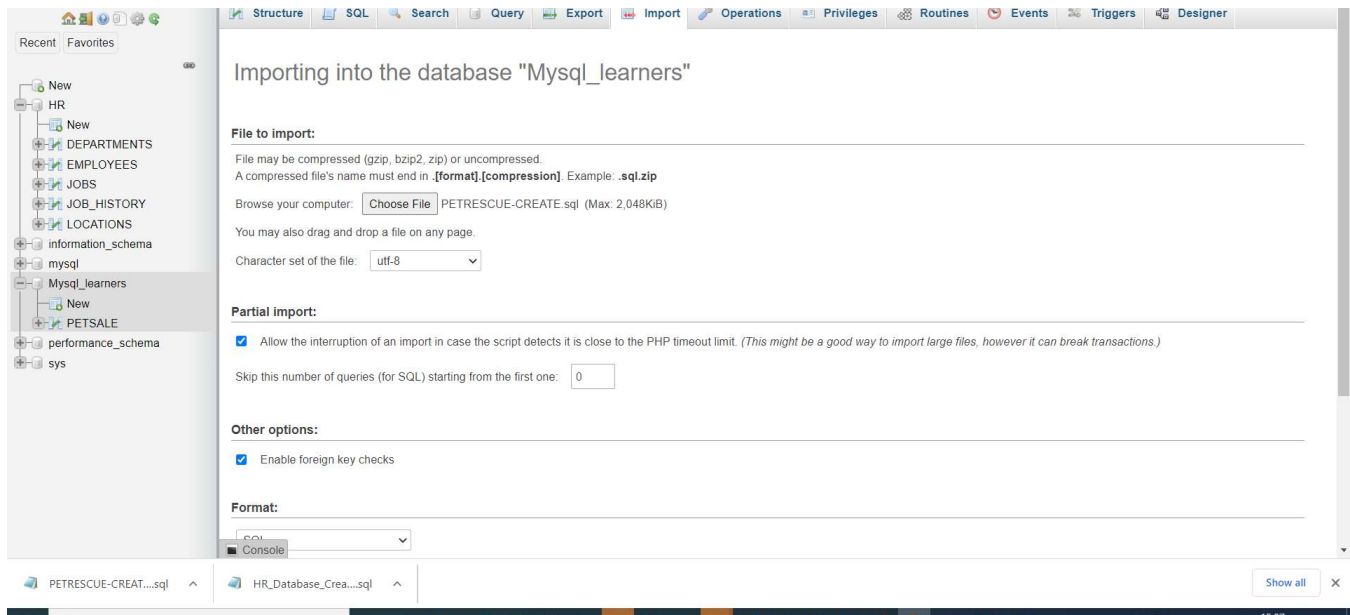 Structure SQL Search Query Export Import Operations Privileges Routines Events Triggers Designer
Recent Favorites
New
HR
New
DEPARTMENTS
EMPLOYEES
JOBS
JOB_HISTORY
LOCATIONS
information_schema
mysql
Mysql_learners
New
PETSALE
performance_schema
sys
Importing into the database "Mysql_learners"
File to import:
File may be compressed (gzip, bzip2, zip) or uncompressed.
A compressed file's name must end in .[format].[compression]. Example: .sql.zip
Browse your computer: Choose File PETRESCUE-CREATE.sql (Max: 2,048KiB)
You may also drag and drop a file on any page.
Character set of the file: utf-8
Partial import:
Allow the interruption of an import in case the script detects it is close to the PHP timeout limit. (This might be a good way to import large files, however it can break transactions.)
Skip this number of queries (for SQL) starting from the first one: 0
Other options:
Enable foreign key checks
Format:
SQL
Console
PETRESCUE-CREAT....sql HR_Database_Crea....sql Show all